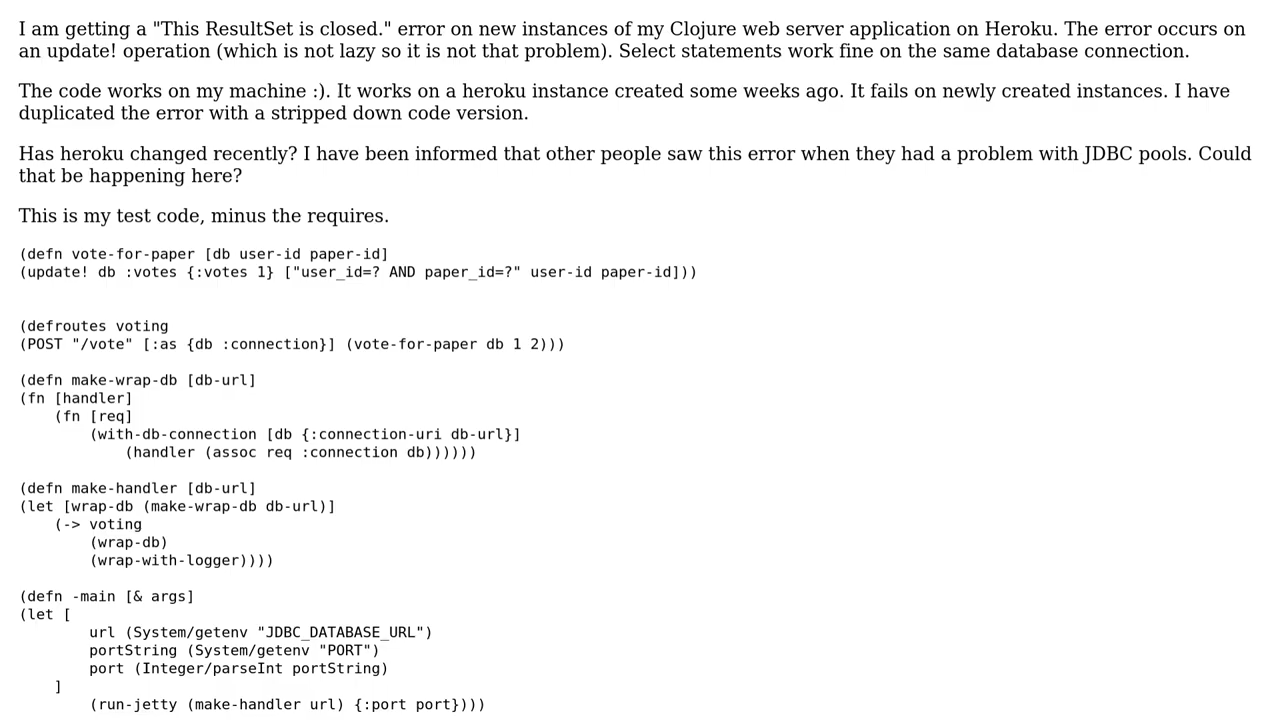 I am getting a "This ResultSet is closed." error on new instances of my Clojure web server application on Heroku. The error occurs on
an update! operation (which is not lazy so it is not that problem). Select statements work fine on the same database connection.
The code works on my machine :). It works on a heroku instance created some weeks ago. It fails on newly created instances. I have
duplicated the error with a stripped down code version.
Has heroku changed recently? I have been informed that other people saw this error when they had a problem with JDBC pools. Could
that be happening here?
This is my test code, minus the requires.
(defn vote-for-paper [db user-id paper-id]
(update! db :votes {:votes 1} ["user_id=? AND paper_id=?" user-id paper-id]))
(defroutes voting
(POST "/vote" [:as {db :connection}] (vote-for-paper db 1 2)))
(defn make-wrap-db [db-url]
(fn [handler]
    (fn [req]
        (with-db-connection [db {:connection-uri db-url}]
            (handler (assoc req :connection db))))))
(defn make-handler [db-url]
(let [wrap-db (make-wrap-db db-url)]
    (-> voting
        (wrap-db)
        (wrap-with-logger))))
(defn -main [& args]
(let [
        url (System/getenv "JDBC_DATABASE_URL")
        portString (System/getenv "PORT")
        port (Integer/parseInt portString)
    ]
        (run-jetty (make-handler url) {:port port})))